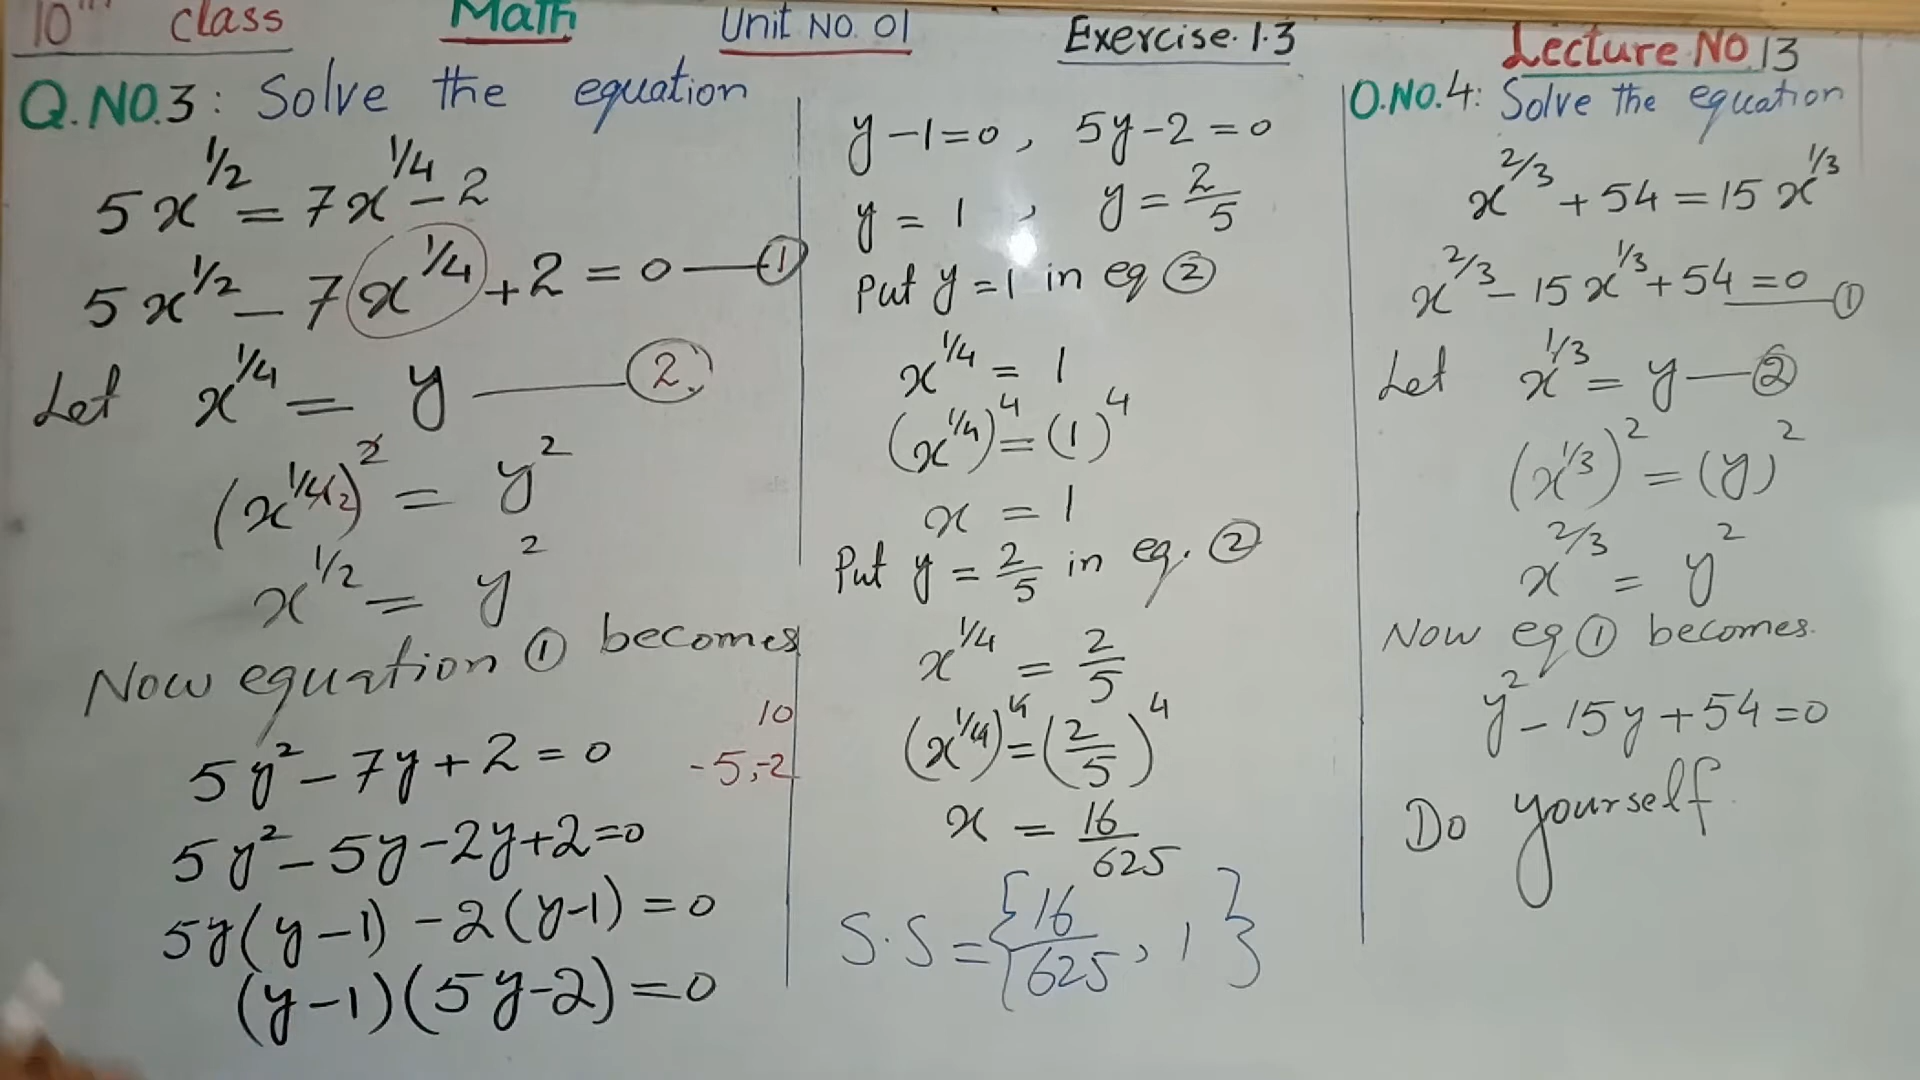 10th class Math Unit No. 01 Exercise. 1.3 Lecture No 13
Q.NO.3: Solve the equation
5x^{1/2} = 7x^{1/4} - 2
5x^{1/2} - 7x^{1/4} + 2 = 0 — ①
Let x^{1/4} = y — ②
(x^{1/4×2})^2 = y^2
x^{1/2} = y^2
Now equation ① becomes
10
5y^2 - 7y + 2 = 0 -5,-2
5y^2 - 5y - 2y + 2 = 0
5y(y-1) - 2(y-1) = 0
(y-1)(5y-2) = 0
y-1=0, 5y-2=0
y = 1, y = 2/5
Put y=1 in eq ②
x^{1/4} = 1
(x^{1/4})^4 = (1)^4
x = 1
Put y = 2/5 in eq. ②
x^{1/4} = 2/5
(x^{1/4})^4 = (2/5)^4
x = 16/625
S.S = {16/625, 1}
Q.NO.4: Solve the equation
x^{2/3} + 54 = 15x^{1/3}
x^{2/3} - 15x^{1/3} + 54 = 0 — ①
Let x^{1/3} = y — ②
(x^{1/3})^2 = (y)^2
x^{2/3} = y^2
Now eq ① becomes.
y^2 - 15y + 54 = 0
Do yourself.